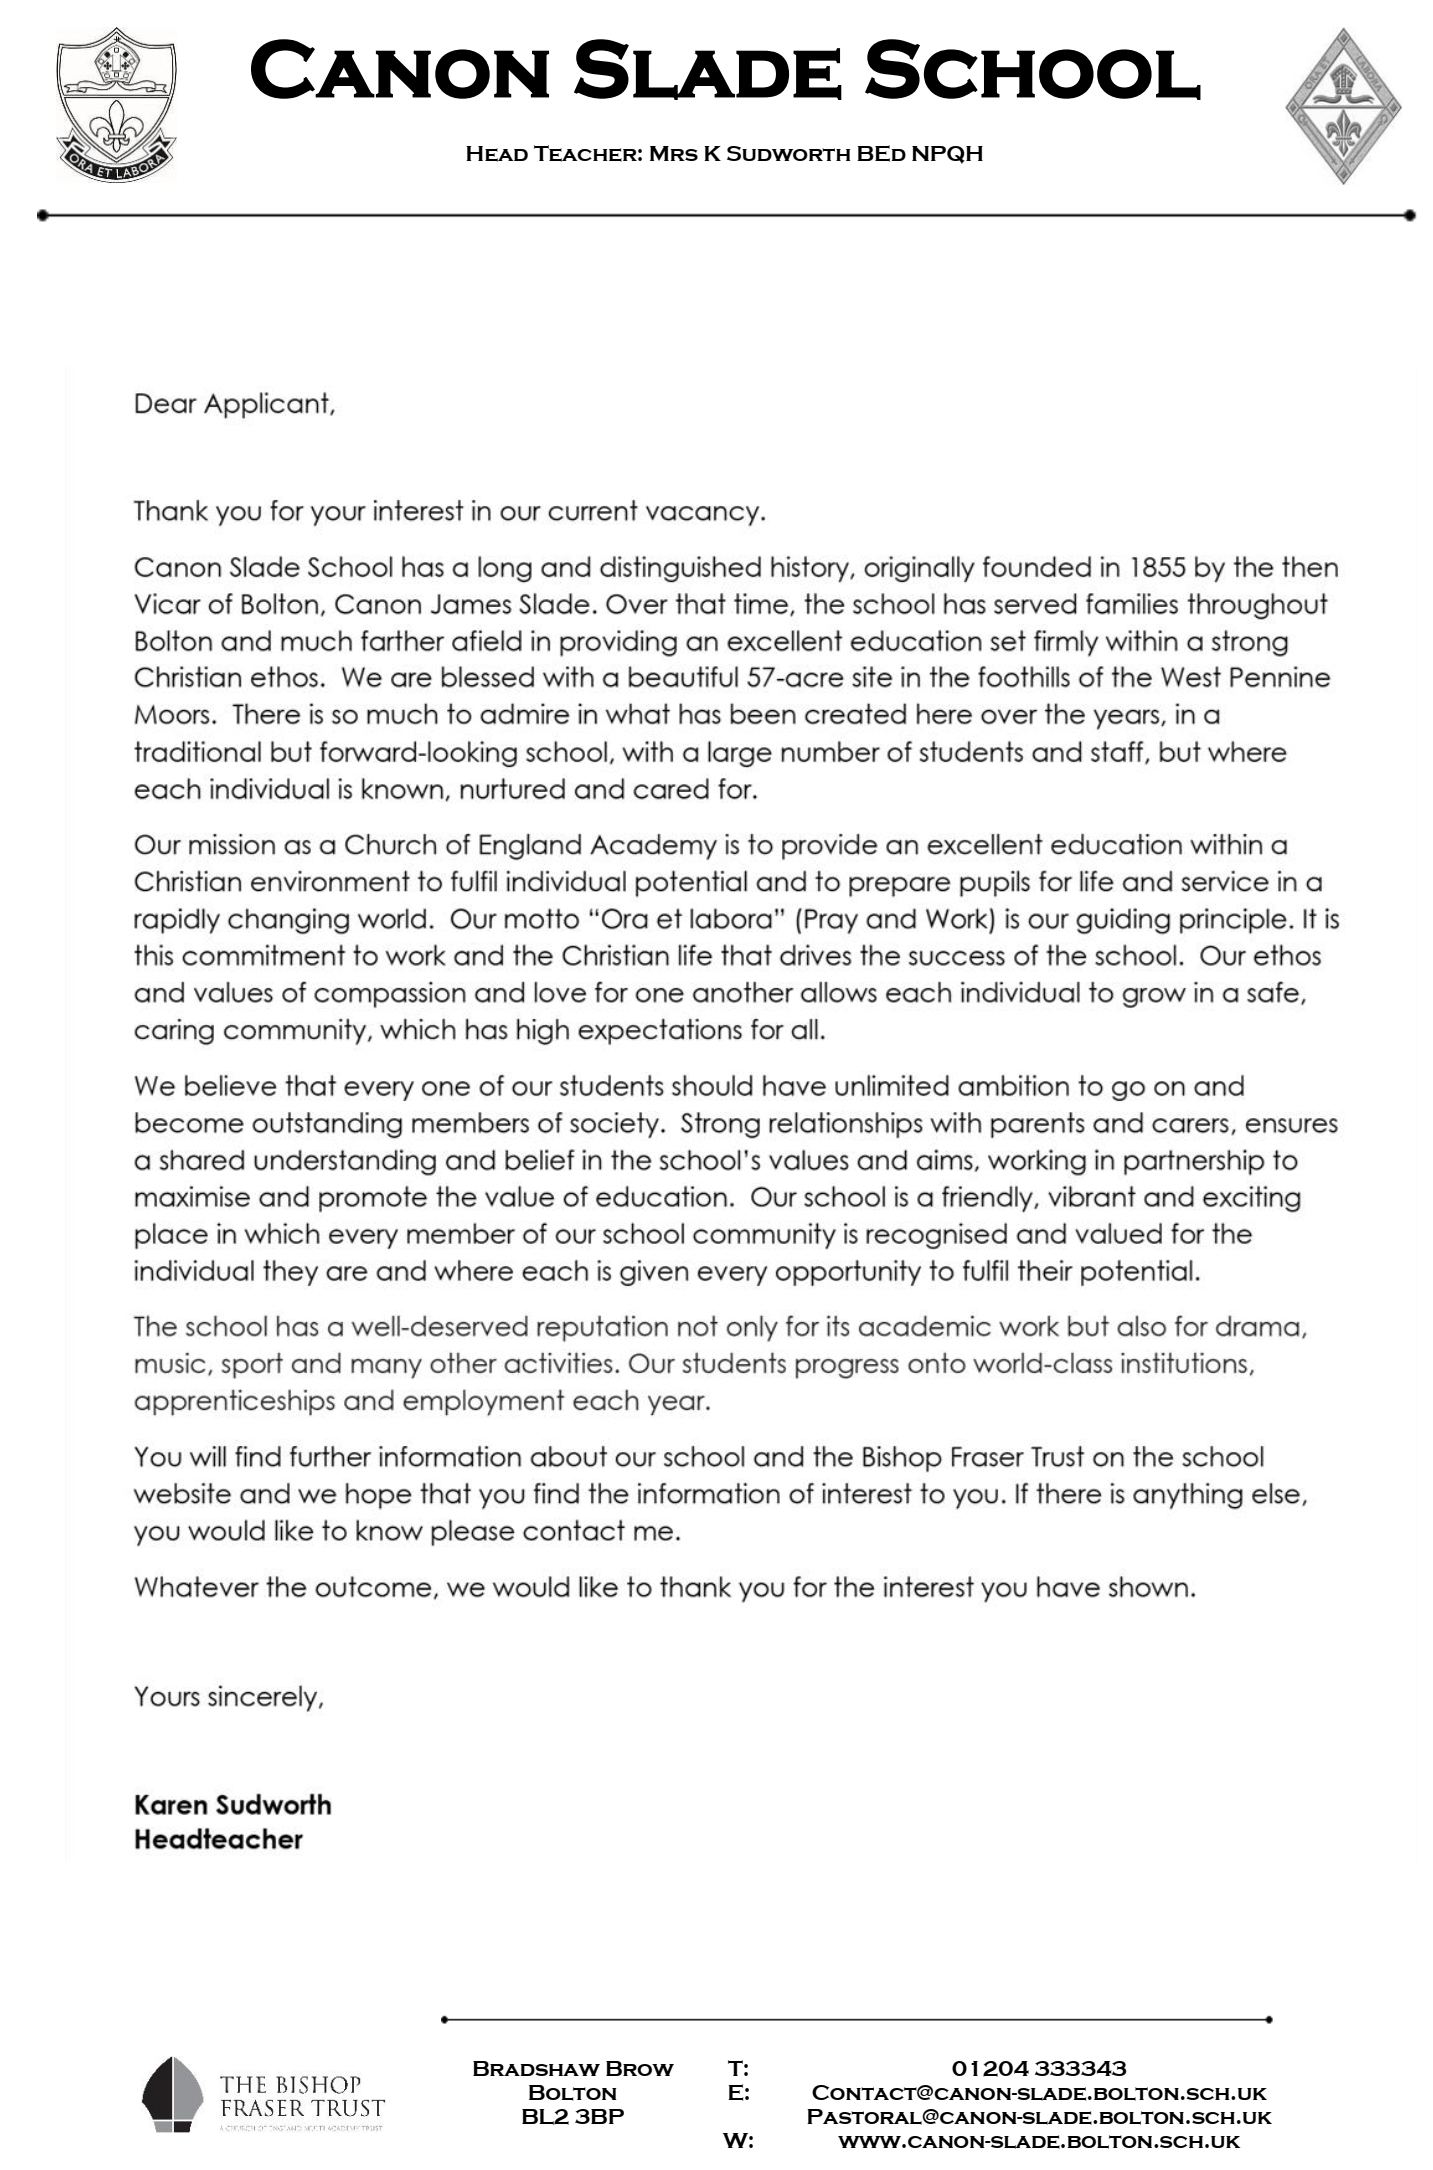 CANON SLADE SCHOOL
HEAD TEACHER: MRS K SUDWORTH BED NPQH
ORA ET LABORA
ORA ET LABORA
Dear Applicant,
Thank you for your interest in our current vacancy.
Canon Slade School has a long and distinguished history, originally founded in 1855 by the then
Vicar of Bolton, Canon James Slade. Over that time, the school has served families throughout
Bolton and much farther afield in providing an excellent education set firmly within a strong
Christian ethos.  We are blessed with a beautiful 57-acre site in the foothills of the West Pennine
Moors.  There is so much to admire in what has been created here over the years, in a
traditional but forward-looking school, with a large number of students and staff, but where
each individual is known, nurtured and cared for.
Our mission as a Church of England Academy is to provide an excellent education within a
Christian environment to fulfil individual potential and to prepare pupils for life and service in a
rapidly changing world.  Our motto “Ora et labora” (Pray and Work) is our guiding principle. It is
this commitment to work and the Christian life that drives the success of the school.  Our ethos
and values of compassion and love for one another allows each individual to grow in a safe,
caring community, which has high expectations for all.
We believe that every one of our students should have unlimited ambition to go on and
become outstanding members of society.  Strong relationships with parents and carers, ensures
a shared understanding and belief in the school’s values and aims, working in partnership to
maximise and promote the value of education.  Our school is a friendly, vibrant and exciting
place in which every member of our school community is recognised and valued for the
individual they are and where each is given every opportunity to fulfil their potential.
The school has a well-deserved reputation not only for its academic work but also for drama,
music, sport and many other activities. Our students progress onto world-class institutions,
apprenticeships and employment each year.
You will find further information about our school and the Bishop Fraser Trust on the school
website and we hope that you find the information of interest to you. If there is anything else,
you would like to know please contact me.
Whatever the outcome, we would like to thank you for the interest you have shown.
Yours sincerely,
Karen Sudworth
Headteacher
THE BISHOP
FRASER TRUST
A CHURCH OF ENGLAND MULTI ACADEMY TRUST
BRADSHAW BROW T: 01204 333343
BOLTON E: CONTACT@CANON-SLADE.BOLTON.SCH.UK
BL2 3BP PASTORAL@CANON-SLADE.BOLTON.SCH.UK
W: WWW.CANON-SLADE.BOLTON.SCH.UK